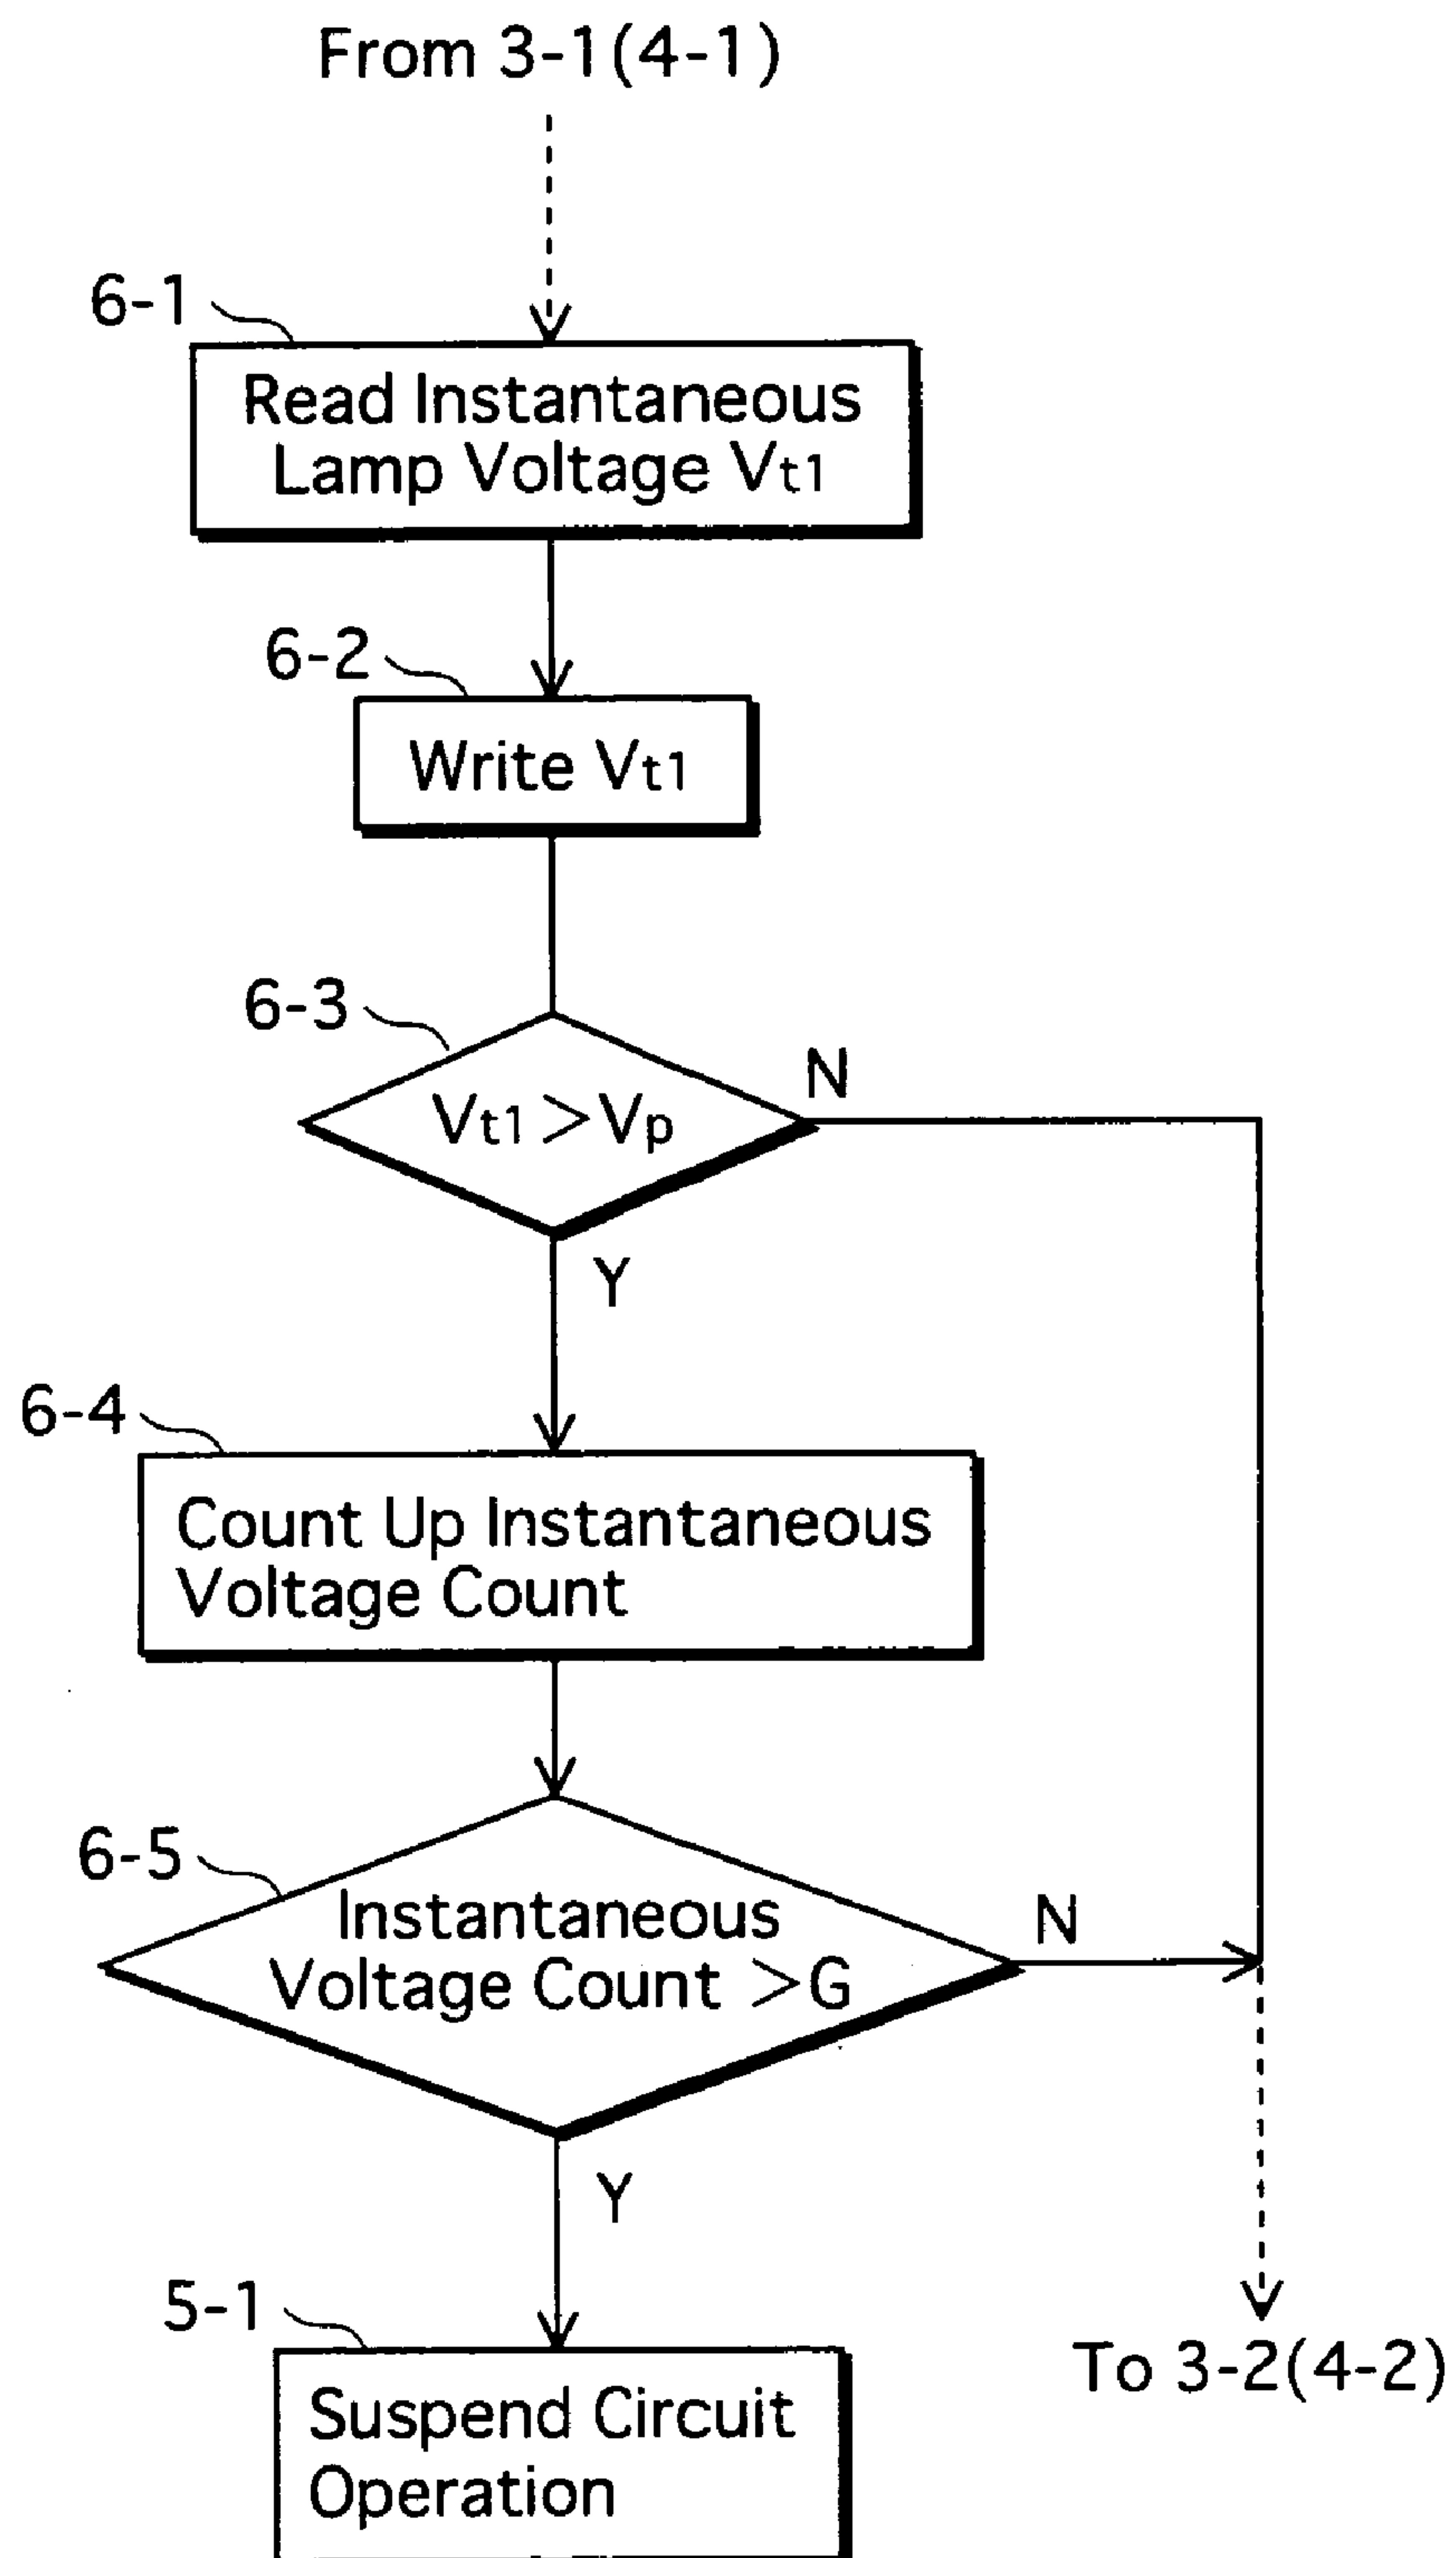 From 3-1(4-1)
6-1
Read Instantaneous
Lamp Voltage Vt1
6-2
Write Vt1
6-3
Vt1 >Vp
N
Y
6-4
Count Up Instantaneous
Voltage Count
6-5
Instantaneous
Voltage Count >G
N
Y
5-1
Suspend Circuit
Operation
To 3-2(4-2)